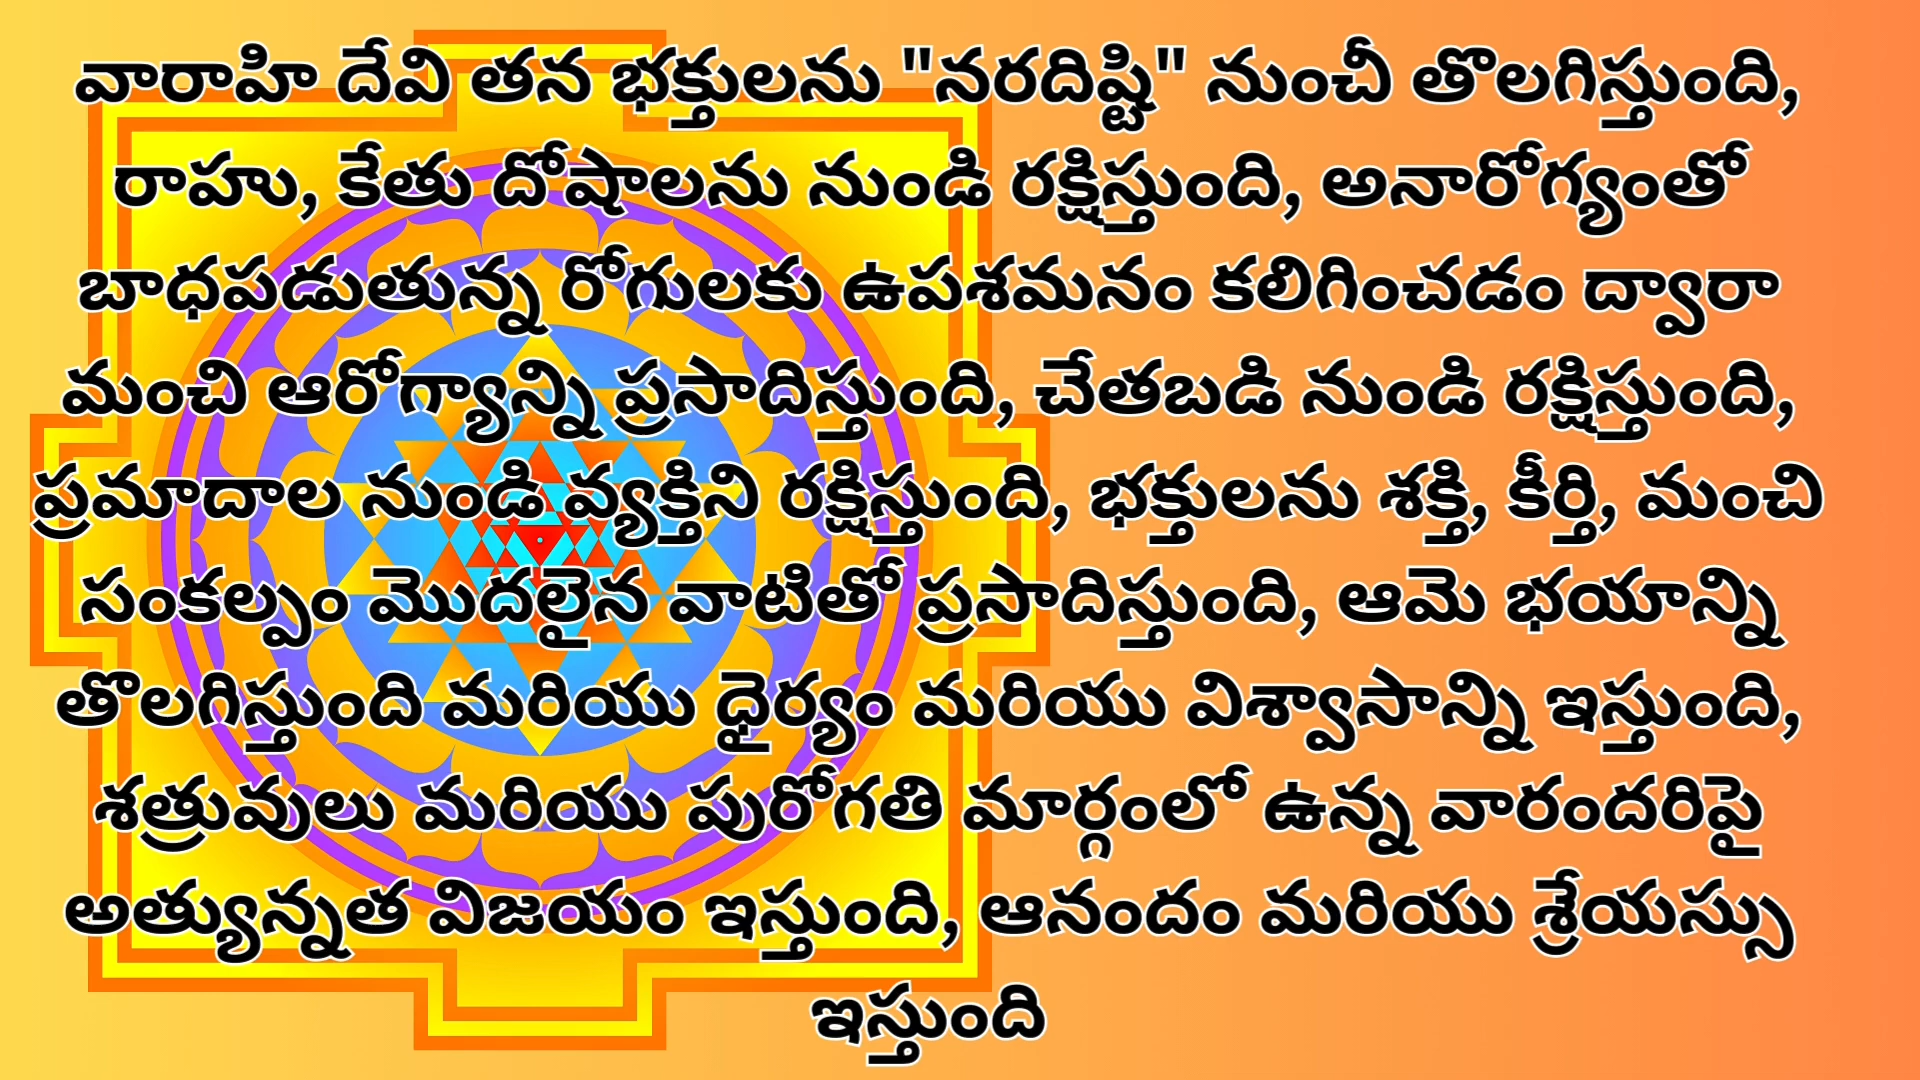 వారాహి దేవి తన భక్తులను "నరదిష్టి" నుంచీ తొలగిస్తుంది,
రాహు, కేతు దోషాలను నుండి రక్షిస్తుంది, అనారోగ్యంతో
బాధపడుతున్న రోగులకు ఉపశమనం కలిగించడం ద్వారా
మంచి ఆరోగ్యాన్ని ప్రసాదిస్తుంది, చేతబడి నుండి రక్షిస్తుంది,
ప్రమాదాల నుండి వ్యక్తిని రక్షిస్తుంది, భక్తులను శక్తి, కీర్తి, మంచి
సంకల్పం మొదలైన వాటితో ప్రసాదిస్తుంది, ఆమె భయాన్ని
తొలగిస్తుంది మరియు ధైర్యం మరియు విశ్వాసాన్ని ఇస్తుంది,
శత్రువులు మరియు పురోగతి మార్గంలో ఉన్న వారందరిపై
అత్యున్నత విజయం ఇస్తుంది, ఆనందం మరియు శ్రేయస్సు
ఇస్తుంది